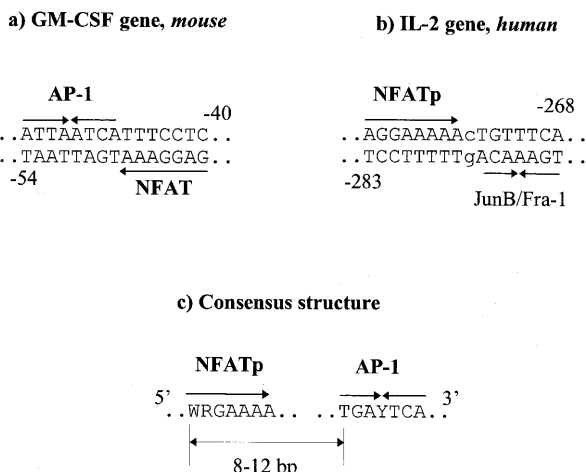 a) GM-CSF gene, mouse
AP-1
-40
..ATTAATCATTTCCTC..
..TAATTAGTAAAGGAG..
-54
NFAT
b) IL-2 gene, human
NFATp
-268
..AGGAAAAAcTGTTTCA..
..TCCTTTTTgACAAAGT..
-283
JunB/Fra-1
c) Consensus structure
NFATp
AP-1
5' ..WRGAAAA.. ..TGAYTCA.. 3'
8-12 bp